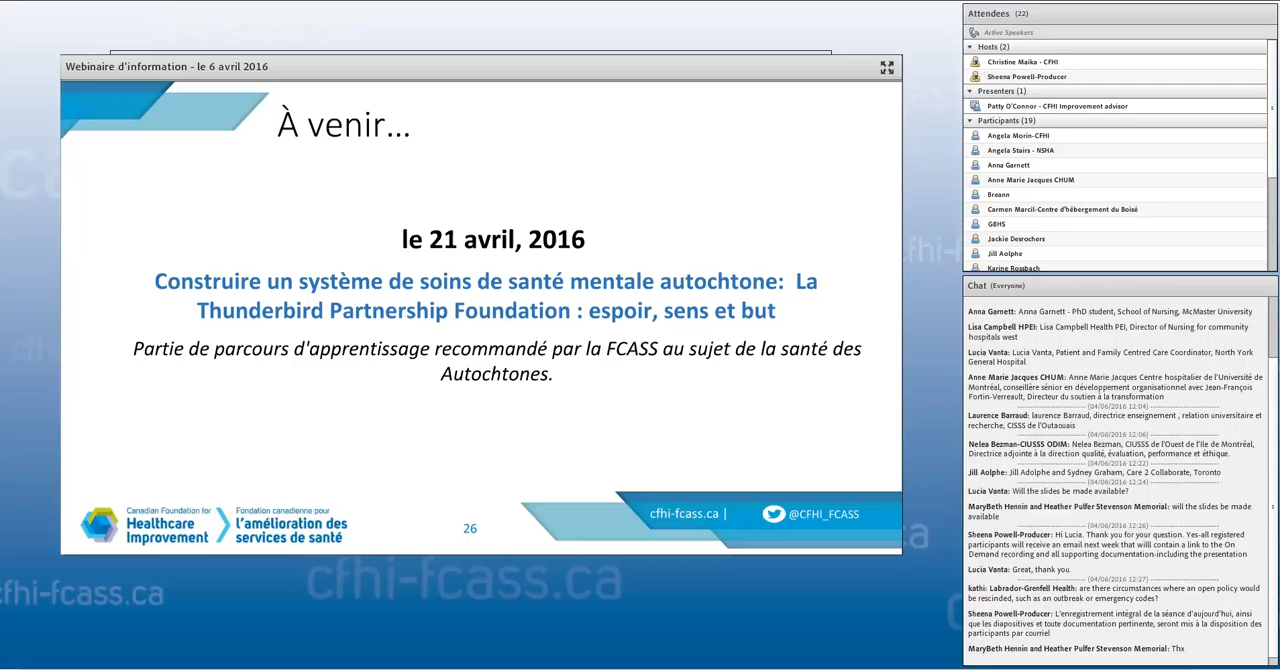 Webinaire d'information - le 6 avril 2016
À venir...
le 21 avril, 2016
Construire un système de soins de santé mentale autochtone:  La
Thunderbird Partnership Foundation : espoir, sens et but
Partie de parcours d'apprentissage recommandé par la FCASS au sujet de la santé des
Autochtones.
Canadian Foundation for
Healthcare
Improvement
Fondation canadienne pour
l'amélioration des
services de santé
26
cfhi-fcass.ca |
@CFHI_FCASS
cfhi-fcass.ca
cfhi-fcass.ca
Attendees (22)
Active Speakers
Hosts (2)
Christine Maika - CFHI
Sheena Powell-Producer
Presenters (1)
Patty O'Connor - CFHI Improvement advisor
Participants (19)
Angela Morin-CFHI
Angela Stairs - NSHA
Anna Garnett
Anne Marie Jacques CHUM
Breann
Carmen Marcil-Centre d'hébergement du Boisé
GBHS
Jackie Desrochers
Jill Aolphe
Karine Rossbach
Chat (Everyone)
Anna Garnett: Anna Garnett - PhD student, School of Nursing, McMaster University
Lisa Campbell HPEI: Lisa Campbell Health PEI, Director of Nursing for community
hospitals west
Lucia Vanta: Lucia Vanta, Patient and Family Centred Care Coordinator, North York
General Hospital
Anne Marie Jacques CHUM: Anne Marie Jacques Centre hospitalier de l'Université de
Montréal, conseillère sénior en développement organisationnel avec Jean-François
Fortin-Verreault, Directeur du soutien à la transformation
(04/06/2016 12:04)
Laurence Barraud: laurence Barraud, directrice enseignement , relation universitaire et
recherche, CISSS de l'Outaouais
(04/06/2016 12:06)
Nelea Bezman-CIUSSS ODIM: Nelea Bezman, CIUSSS de l'Ouest de l'Ile de Montréal,
Directrice adjointe à la direction qualité, évaluation, performance et éthique.
(04/06/2016 12:22)
Jill Aolphe: Jill Adolphe and Sydney Graham, Care 2 Collaborate, Toronto
(04/06/2016 12:24)
Lucia Vanta: Will the slides be made available?
MaryBeth Hennin and Heather Pulfer Stevenson Memorial: will the slides be made
available
(04/06/2016 12:26)
Sheena Powell-Producer: Hi Lucia. Thank you for your question. Yes-all registered
participants will receive an email next week that willl contain a link to the On
Demand recording and all supporting documentation-including the presentation
Lucia Vanta: Great, thank you.
(04/06/2016 12:27)
kathi: Labrador-Grenfell Health: are there circumstances where an open policy would
be rescinded, such as an outbreak or emergency codes?
Sheena Powell-Producer: L'enregistrement intégral de la séance d'aujourd'hui, ainsi
que les diapositives et toute documentation pertinente, seront mis à la disposition des
participants par courriel
MaryBeth Hennin and Heather Pulfer Stevenson Memorial: Thx